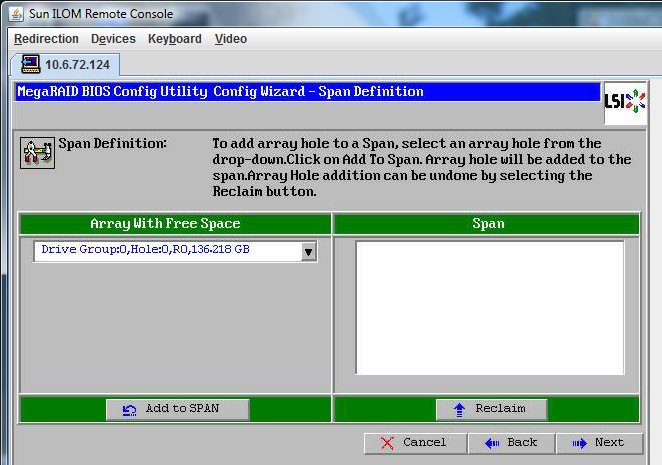 Sun ILOM Remote Console
Redirection Devices Keyboard Video
10.6.72.124
MegaRAID BIOS Config Utility Config Wizard - Span Definition
LSI
Span Definition:
To add array hole to a Span, select an array hole from the
drop-down.Click on Add To Span. Array hole will be added to the
span.Array Hole addition can be undone by selecting the
Reclaim button.
Array With Free Space
Span
Drive Group:0,Hole:0,R0,136.218 GB
Add to SPAN
Reclaim
Cancel
Back
Next